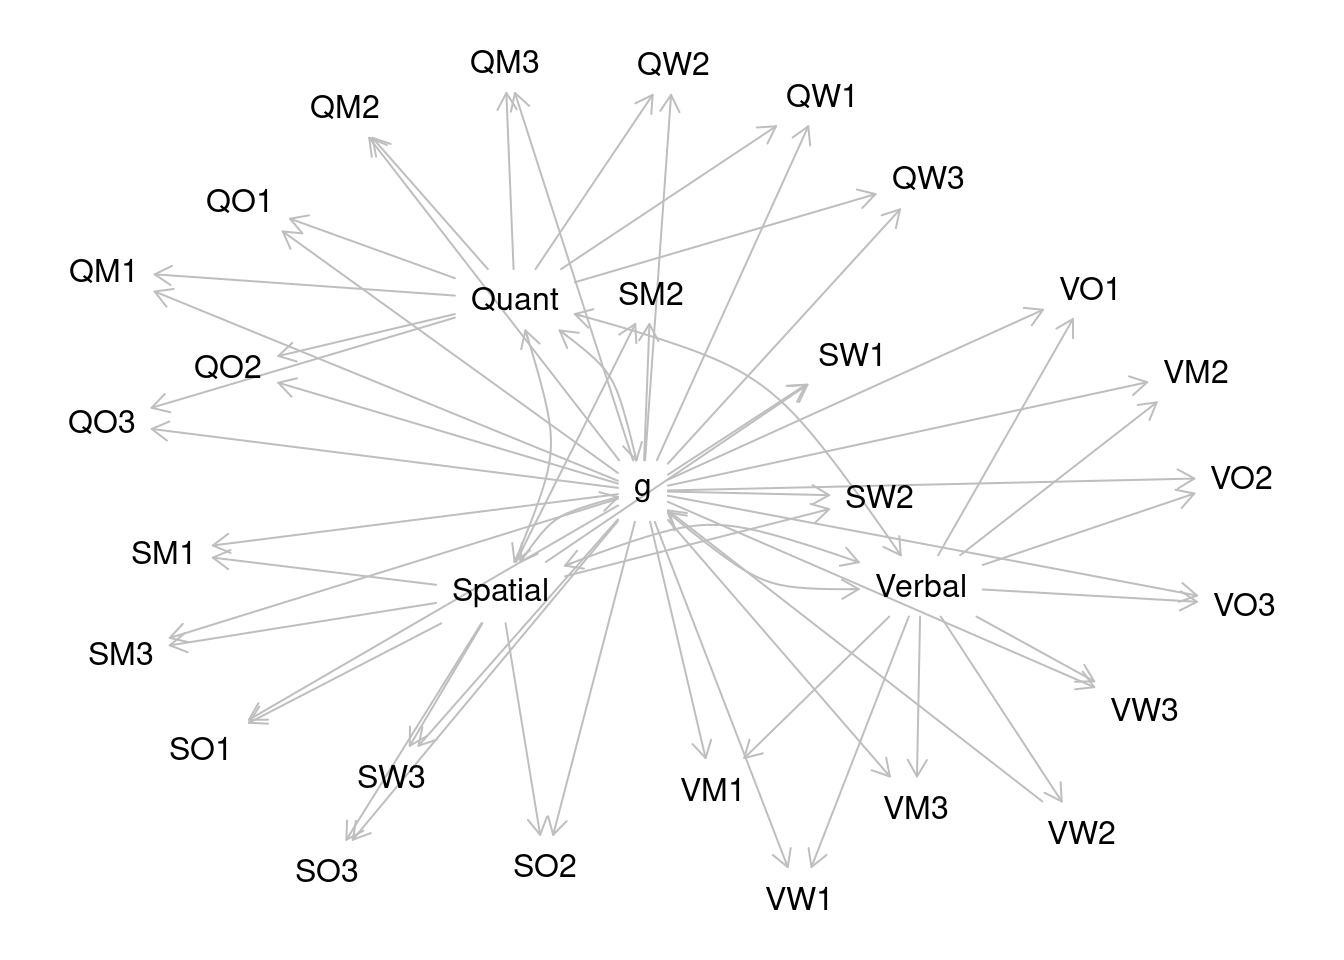 QM3
QW2
QW1
QM2
QW3
QO1
QM1
VO1
SM2
Quant
SW1
QO2
VM2
QO3
VO2
g
SW2
SM1
Verbal
Spatial
VO3
SM3
VW3
SO1
SW3
VM1
VM3
VW2
SO2
SO3
VW1